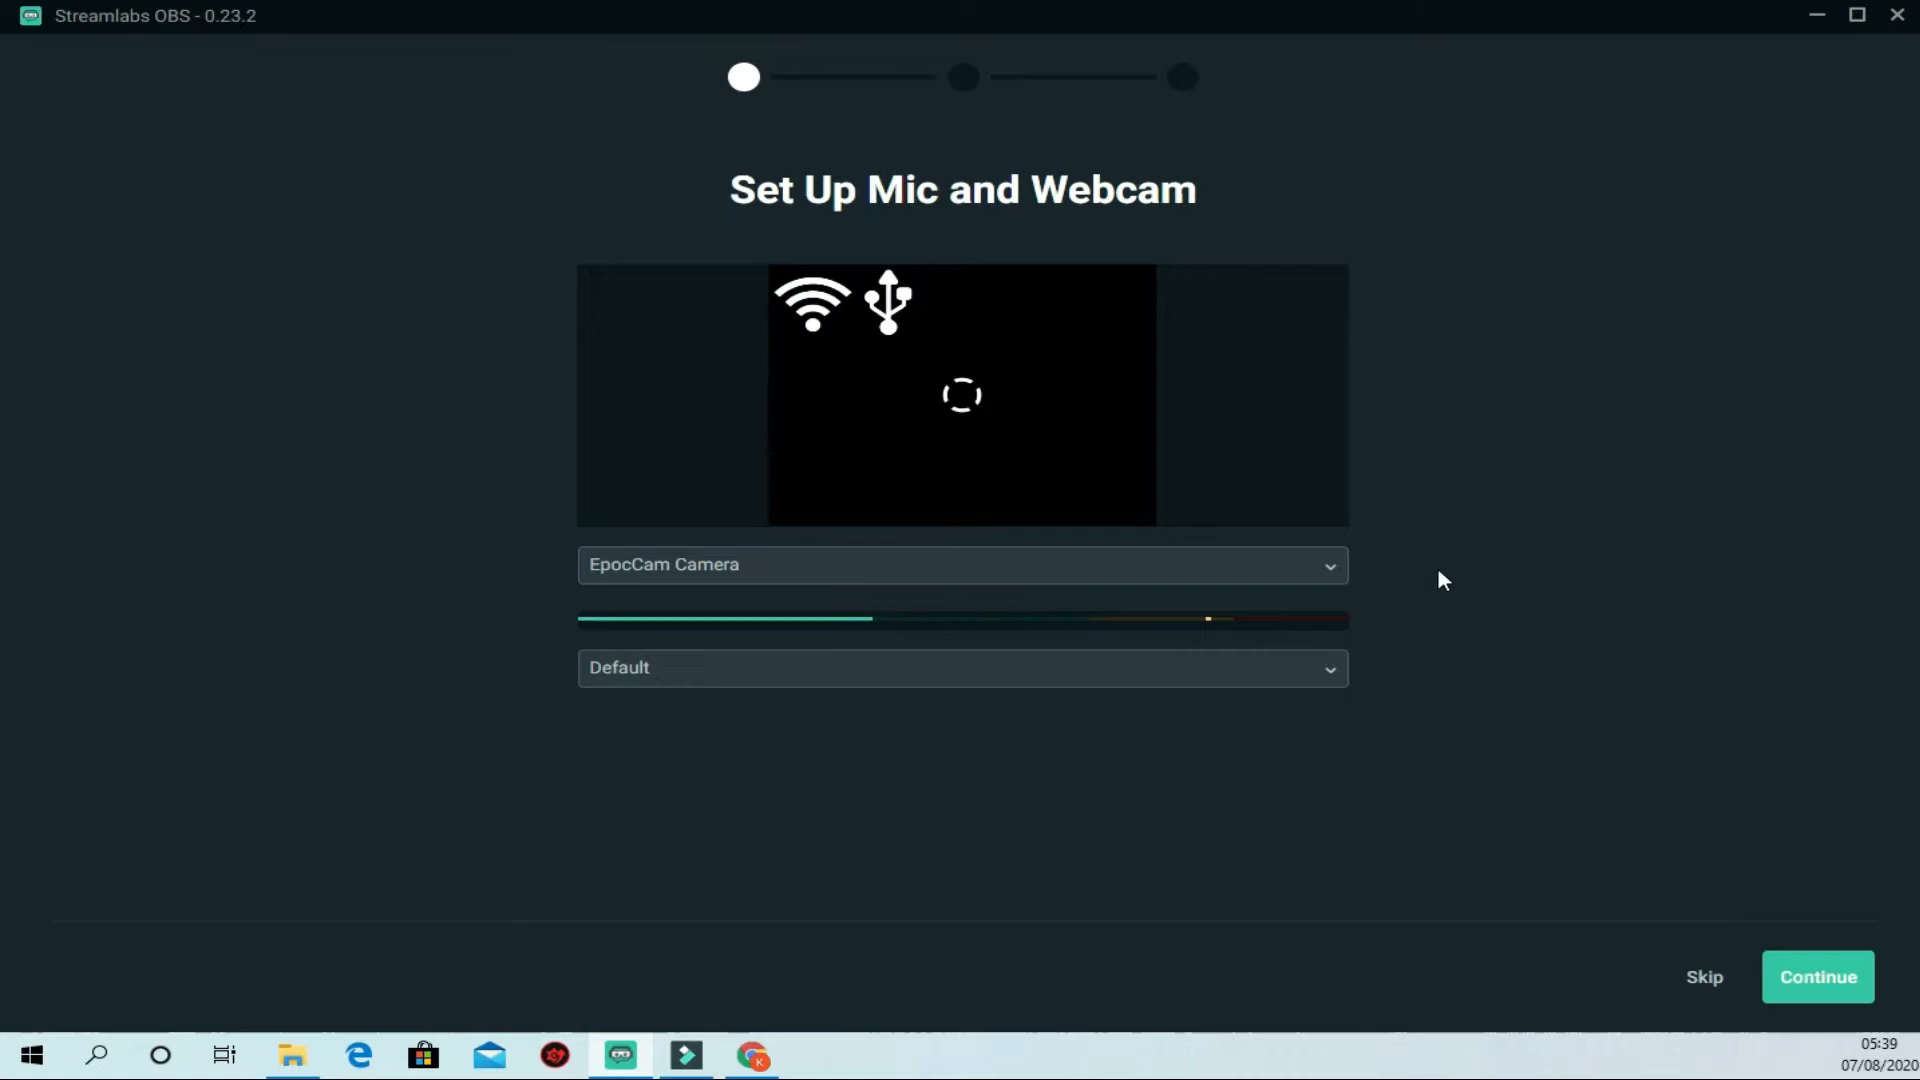 Streamlabs OBS - 0.23.2
Set Up Mic and Webcam
EpocCam Camera
Default
Skip
Continue
K
05:39
07/08/2020